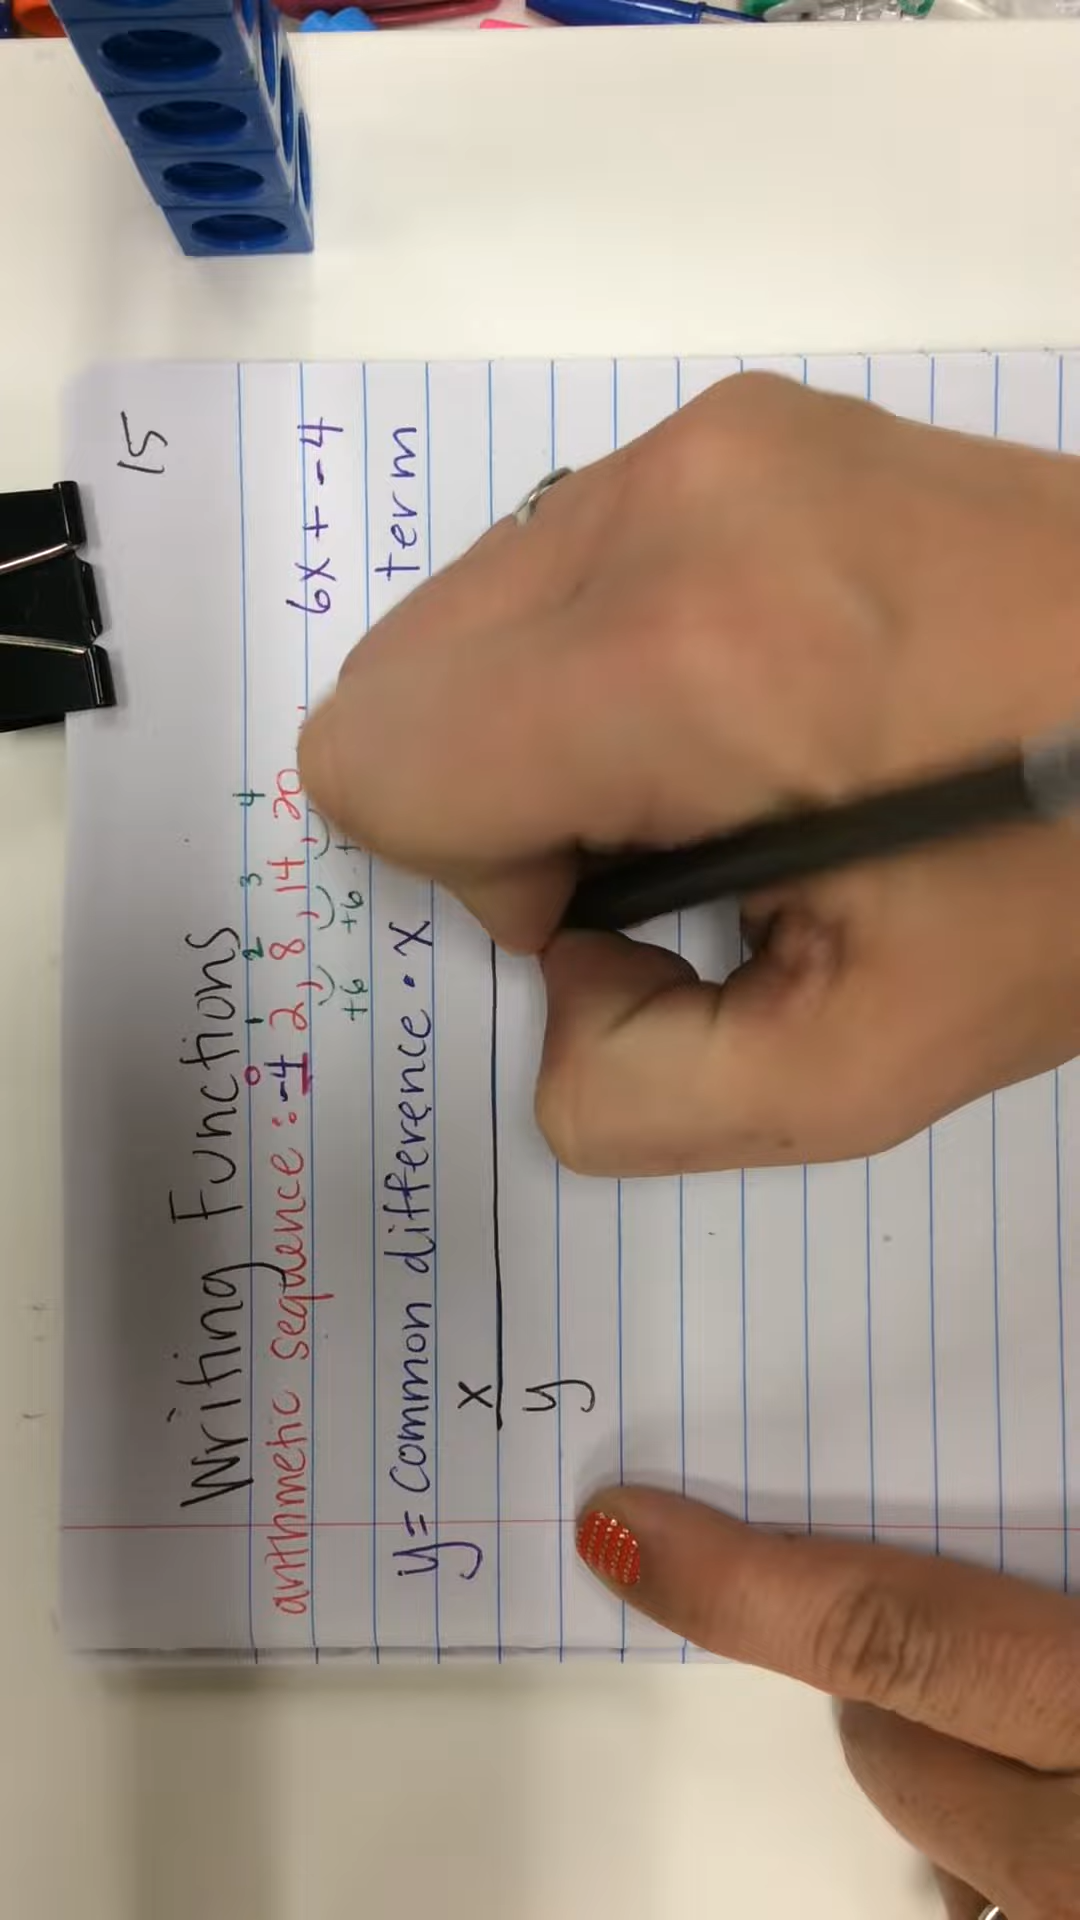 15
Writing Functions
0 1 2 3 4
arithmetic sequence: -4 2, 8, 14, 20 6x + -4
+6 +6
y = common difference · x term
x
y